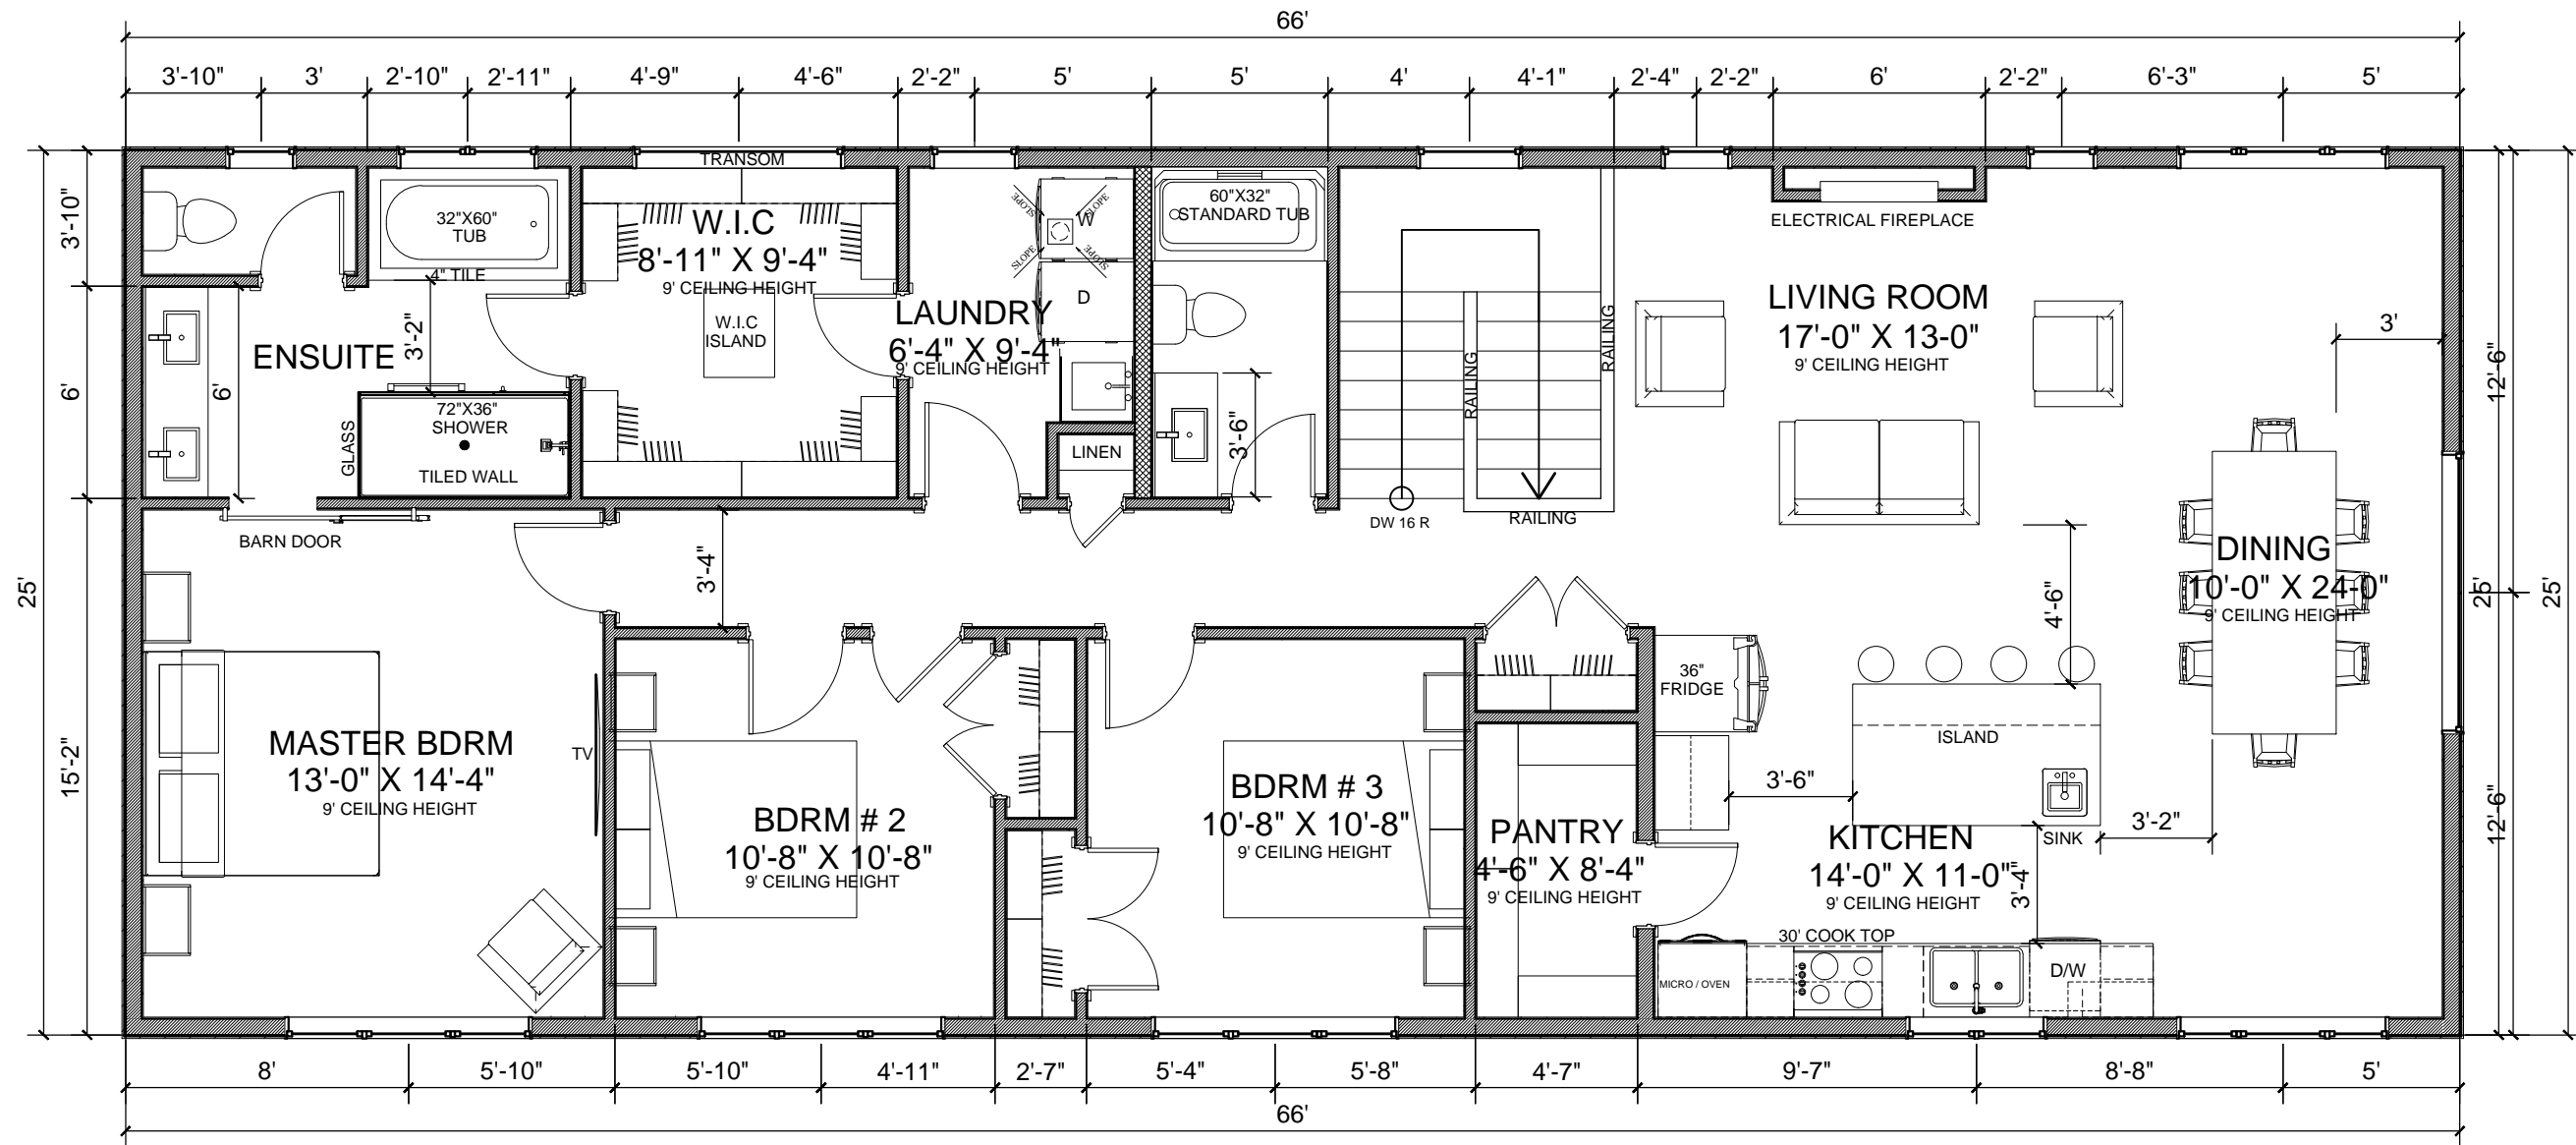 66'
3'-10" 3' 2'-10" 2'-11" 4'-9" 4'-6" 2'-2" 5' 5' 4' 4'-1" 2'-4" 2'-2" 6' 2'-2" 6'-3" 5'
TRANSOM
3'-10"
6'
15'-2"
25'
32"X60"
TUB
4" TILE
3'-2"
ENSUITE
6'
GLASS
72"X36"
SHOWER
TILED WALL
BARN DOOR
W.I.C
8'-11" X 9'-4"
9' CEILING HEIGHT
W.I.C
ISLAND
LAUNDRY
6'-4" X 9'-4"
9' CEILING HEIGHT
SLOPE
SLOPE
SLOPE
SLOPE
W
D
LINEN
60"X32"
STANDARD TUB
3'-6"
RAILING
RAILING
RAILING
DW 16 R
ELECTRICAL FIREPLACE
LIVING ROOM
17'-0" X 13-0"
9' CEILING HEIGHT
3'
12'-6"
25'
25'
12'-6"
DINING
10'-0" X 24-0"
9' CEILING HEIGHT
4'-6"
3'-4"
MASTER BDRM
13'-0" X 14'-4"
9' CEILING HEIGHT
TV
BDRM # 2
10'-8" X 10'-8"
9' CEILING HEIGHT
BDRM # 3
10'-8" X 10'-8"
9' CEILING HEIGHT
PANTRY
4'-6" X 8'-4"
9' CEILING HEIGHT
36"
FRIDGE
3'-6"
ISLAND
SINK
3'-2"
KITCHEN
14'-0" X 11-0"
9' CEILING HEIGHT
3'-4"
30' COOK TOP
MICRO / OVEN
D/W
8' 5'-10" 5'-10" 4'-11" 2'-7" 5'-4" 5'-8" 4'-7" 9'-7" 8'-8" 5'
66'